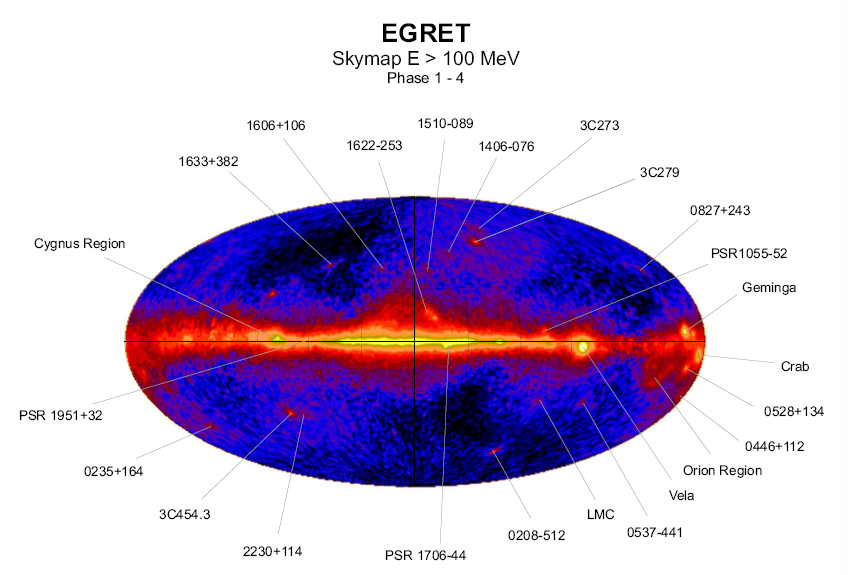 EGRET
Skymap E > 100 MeV
Phase 1 - 4
1606+106
1510-089
3C273
1622-253
1406-076
1633+382
3C279
0827+243
Cygnus Region
PSR1055-52
Geminga
Crab
PSR 1951+32
0528+134
0446+112
0235+164
Orion Region
Vela
3C454.3
LMC
0537-441
0208-512
2230+114
PSR 1706-44